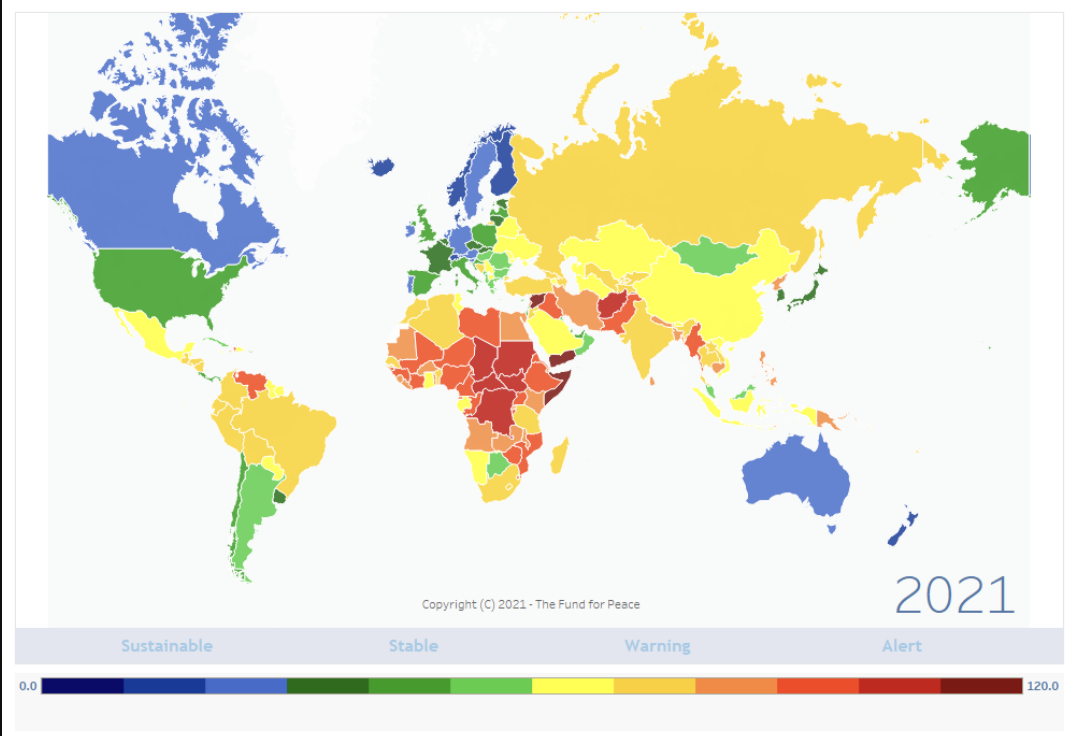 Copyright (C) 2021 - The Fund for Peace
2021
Sustainable Stable Warning Alert
0.0 120.0